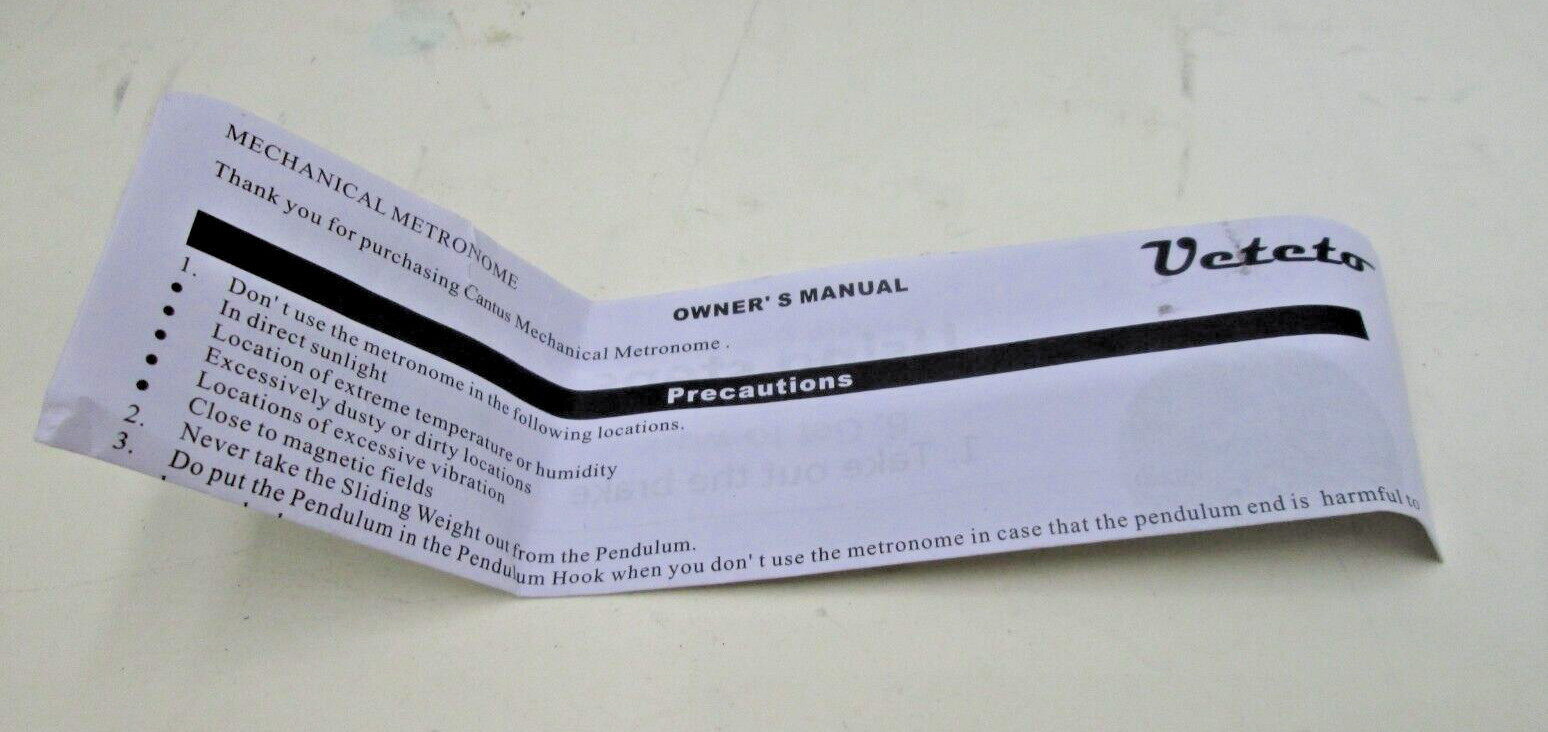 MECHANICAL METRONOME
OWNER'S MANUAL
Veteto
Thank you for purchasing Cantus Mechanical Metronome .
Precautions
1. Don't use the metronome in the following locations.
● In direct sunlight
● Location of extreme temperature or humidity
● Excessively dusty or dirty locations
● Locations of excessive vibration
● Close to magnetic fields
2. Never take the Sliding Weight out from the Pendulum.
3. Do put the Pendulum in the Pendulum Hook when you don't use the metronome in case that the pendulum end is harmful to
1. Take out the brake